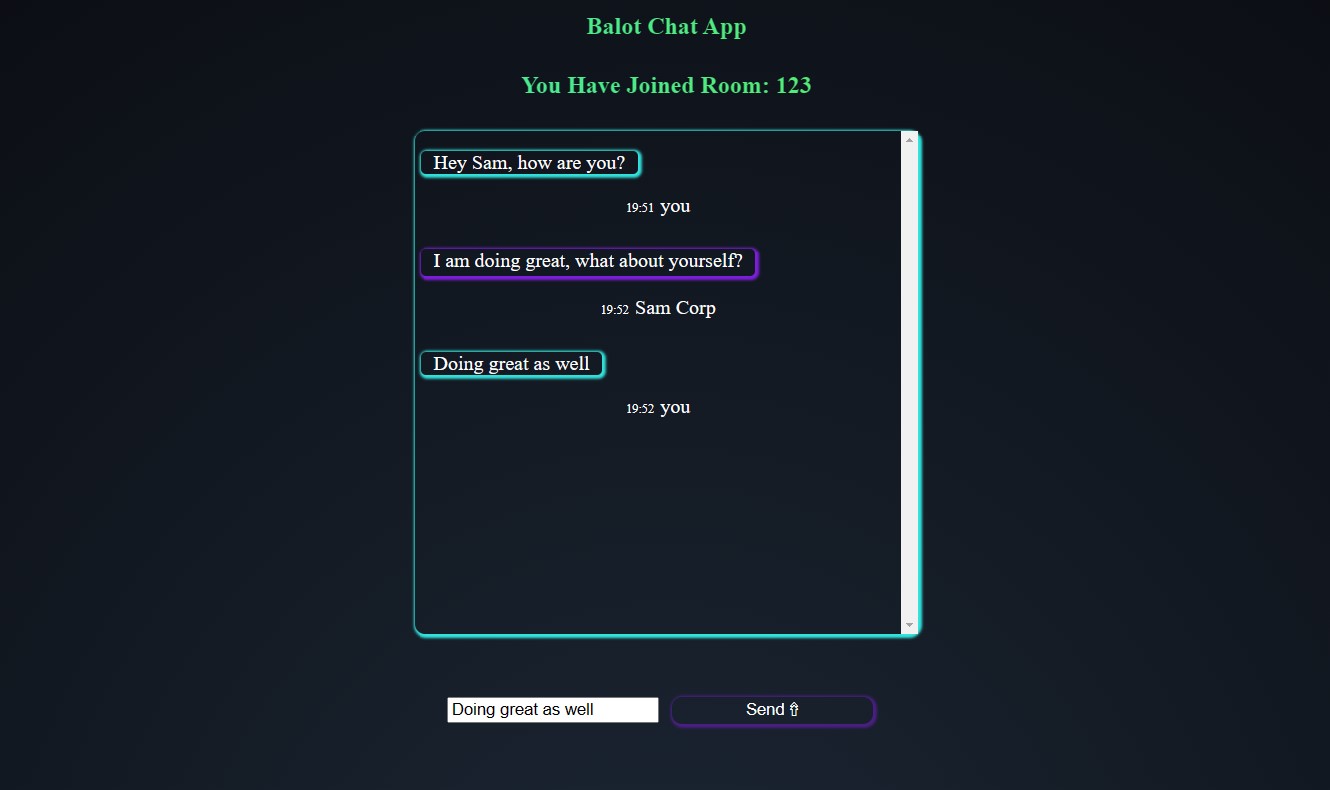 Balot Chat App
You Have Joined Room: 123
Hey Sam, how are you?
19:51 you
I am doing great, what about yourself?
19:52 Sam Corp
Doing great as well
19:52 you
Doing great as well
Send ⇧